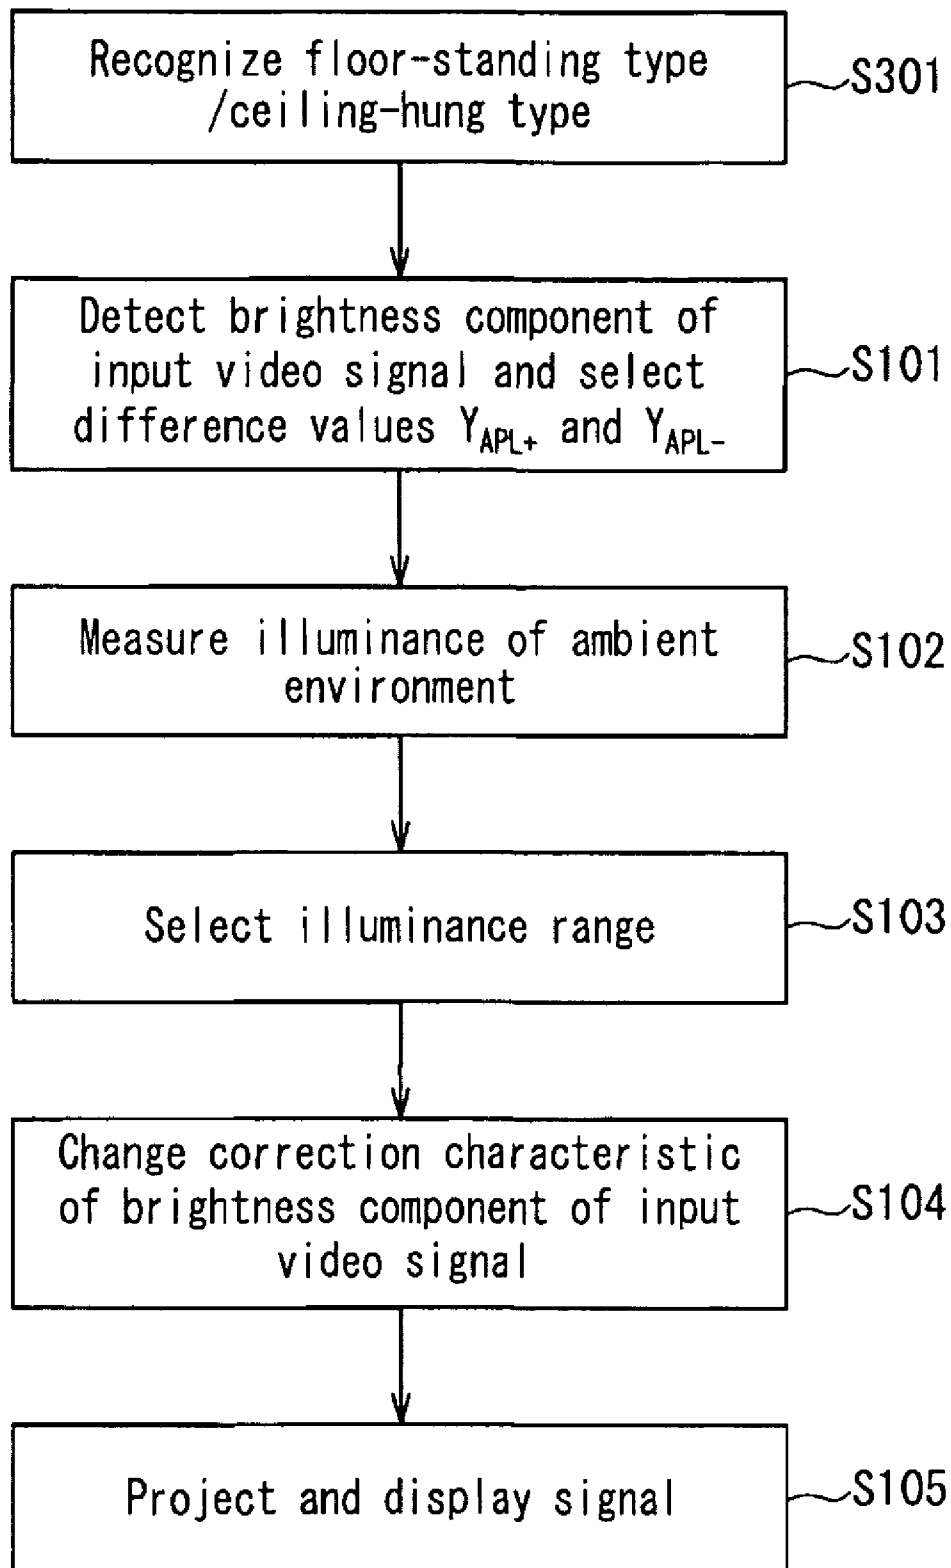 Recognize floor-standing type
/ceiling-hung type
S301
Detect brightness component of
input video signal and select
difference values Y_APL+ and Y_APL-
S101
Measure illuminance of ambient
environment
S102
Select illuminance range
S103
Change correction characteristic
of brightness component of input
video signal
S104
Project and display signal
S105